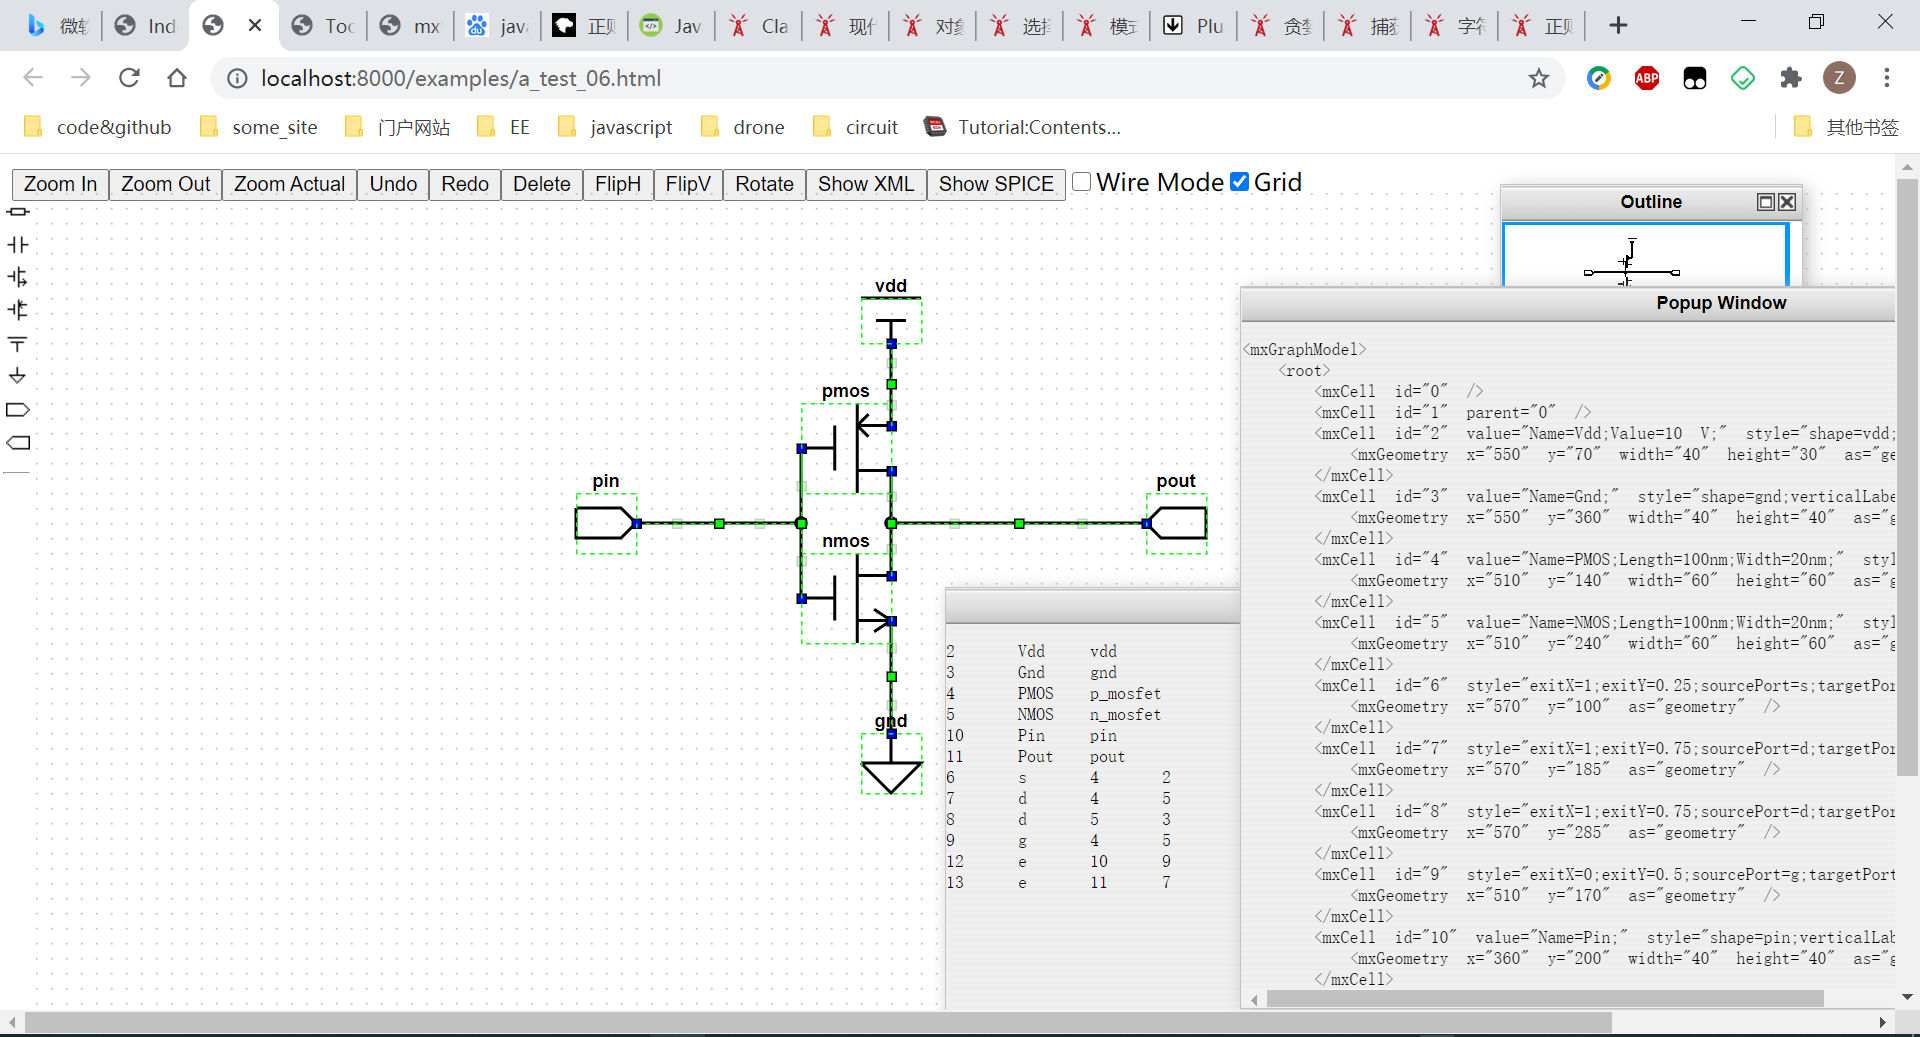 微软 Ind Too mx java 正则 Jav Cla 现代 对象 选择 模式 Plu 贪婪 捕获 字符 正则
localhost:8000/examples/a_test_06.html
ABP
Z
code&github some_site 门户网站 EE javascript drone circuit Tutorial:Contents... 其他书签
Zoom In Zoom Out Zoom Actual Undo Redo Delete FlipH FlipV Rotate Show XML Show SPICE Wire Mode Grid
Outline
vdd
pmos
pin
pout
nmos
gnd
2 Vdd vdd
3 Gnd gnd
4 PMOS p_mosfet
5 NMOS n_mosfet
10 Pin pin
11 Pout pout
6 s 4 2
7 d 4 5
8 d 5 3
9 g 4 5
12 e 10 9
13 e 11 7
Popup Window
<mxGraphModel>
<root>
<mxCell id="0" />
<mxCell id="1" parent="0" />
<mxCell id="2" value="Name=Vdd;Value=10 V;" style="shape=vdd;
<mxGeometry x="550" y="70" width="40" height="30" as="ge
</mxCell>
<mxCell id="3" value="Name=Gnd;" style="shape=gnd;verticalLabe
<mxGeometry x="550" y="360" width="40" height="40" as="g
</mxCell>
<mxCell id="4" value="Name=PMOS;Length=100nm;Width=20nm;" styl
<mxGeometry x="510" y="140" width="60" height="60" as="g
</mxCell>
<mxCell id="5" value="Name=NMOS;Length=100nm;Width=20nm;" styl
<mxGeometry x="510" y="240" width="60" height="60" as="g
</mxCell>
<mxCell id="6" style="exitX=1;exitY=0.25;sourcePort=s;targetPor
<mxGeometry x="570" y="100" as="geometry" />
</mxCell>
<mxCell id="7" style="exitX=1;exitY=0.75;sourcePort=d;targetPor
<mxGeometry x="570" y="185" as="geometry" />
</mxCell>
<mxCell id="8" style="exitX=1;exitY=0.75;sourcePort=d;targetPor
<mxGeometry x="570" y="285" as="geometry" />
</mxCell>
<mxCell id="9" style="exitX=0;exitY=0.5;sourcePort=g;targetPort
<mxGeometry x="510" y="170" as="geometry" />
</mxCell>
<mxCell id="10" value="Name=Pin;" style="shape=pin;verticalLab
<mxGeometry x="360" y="200" width="40" height="40" as="g
</mxCell>